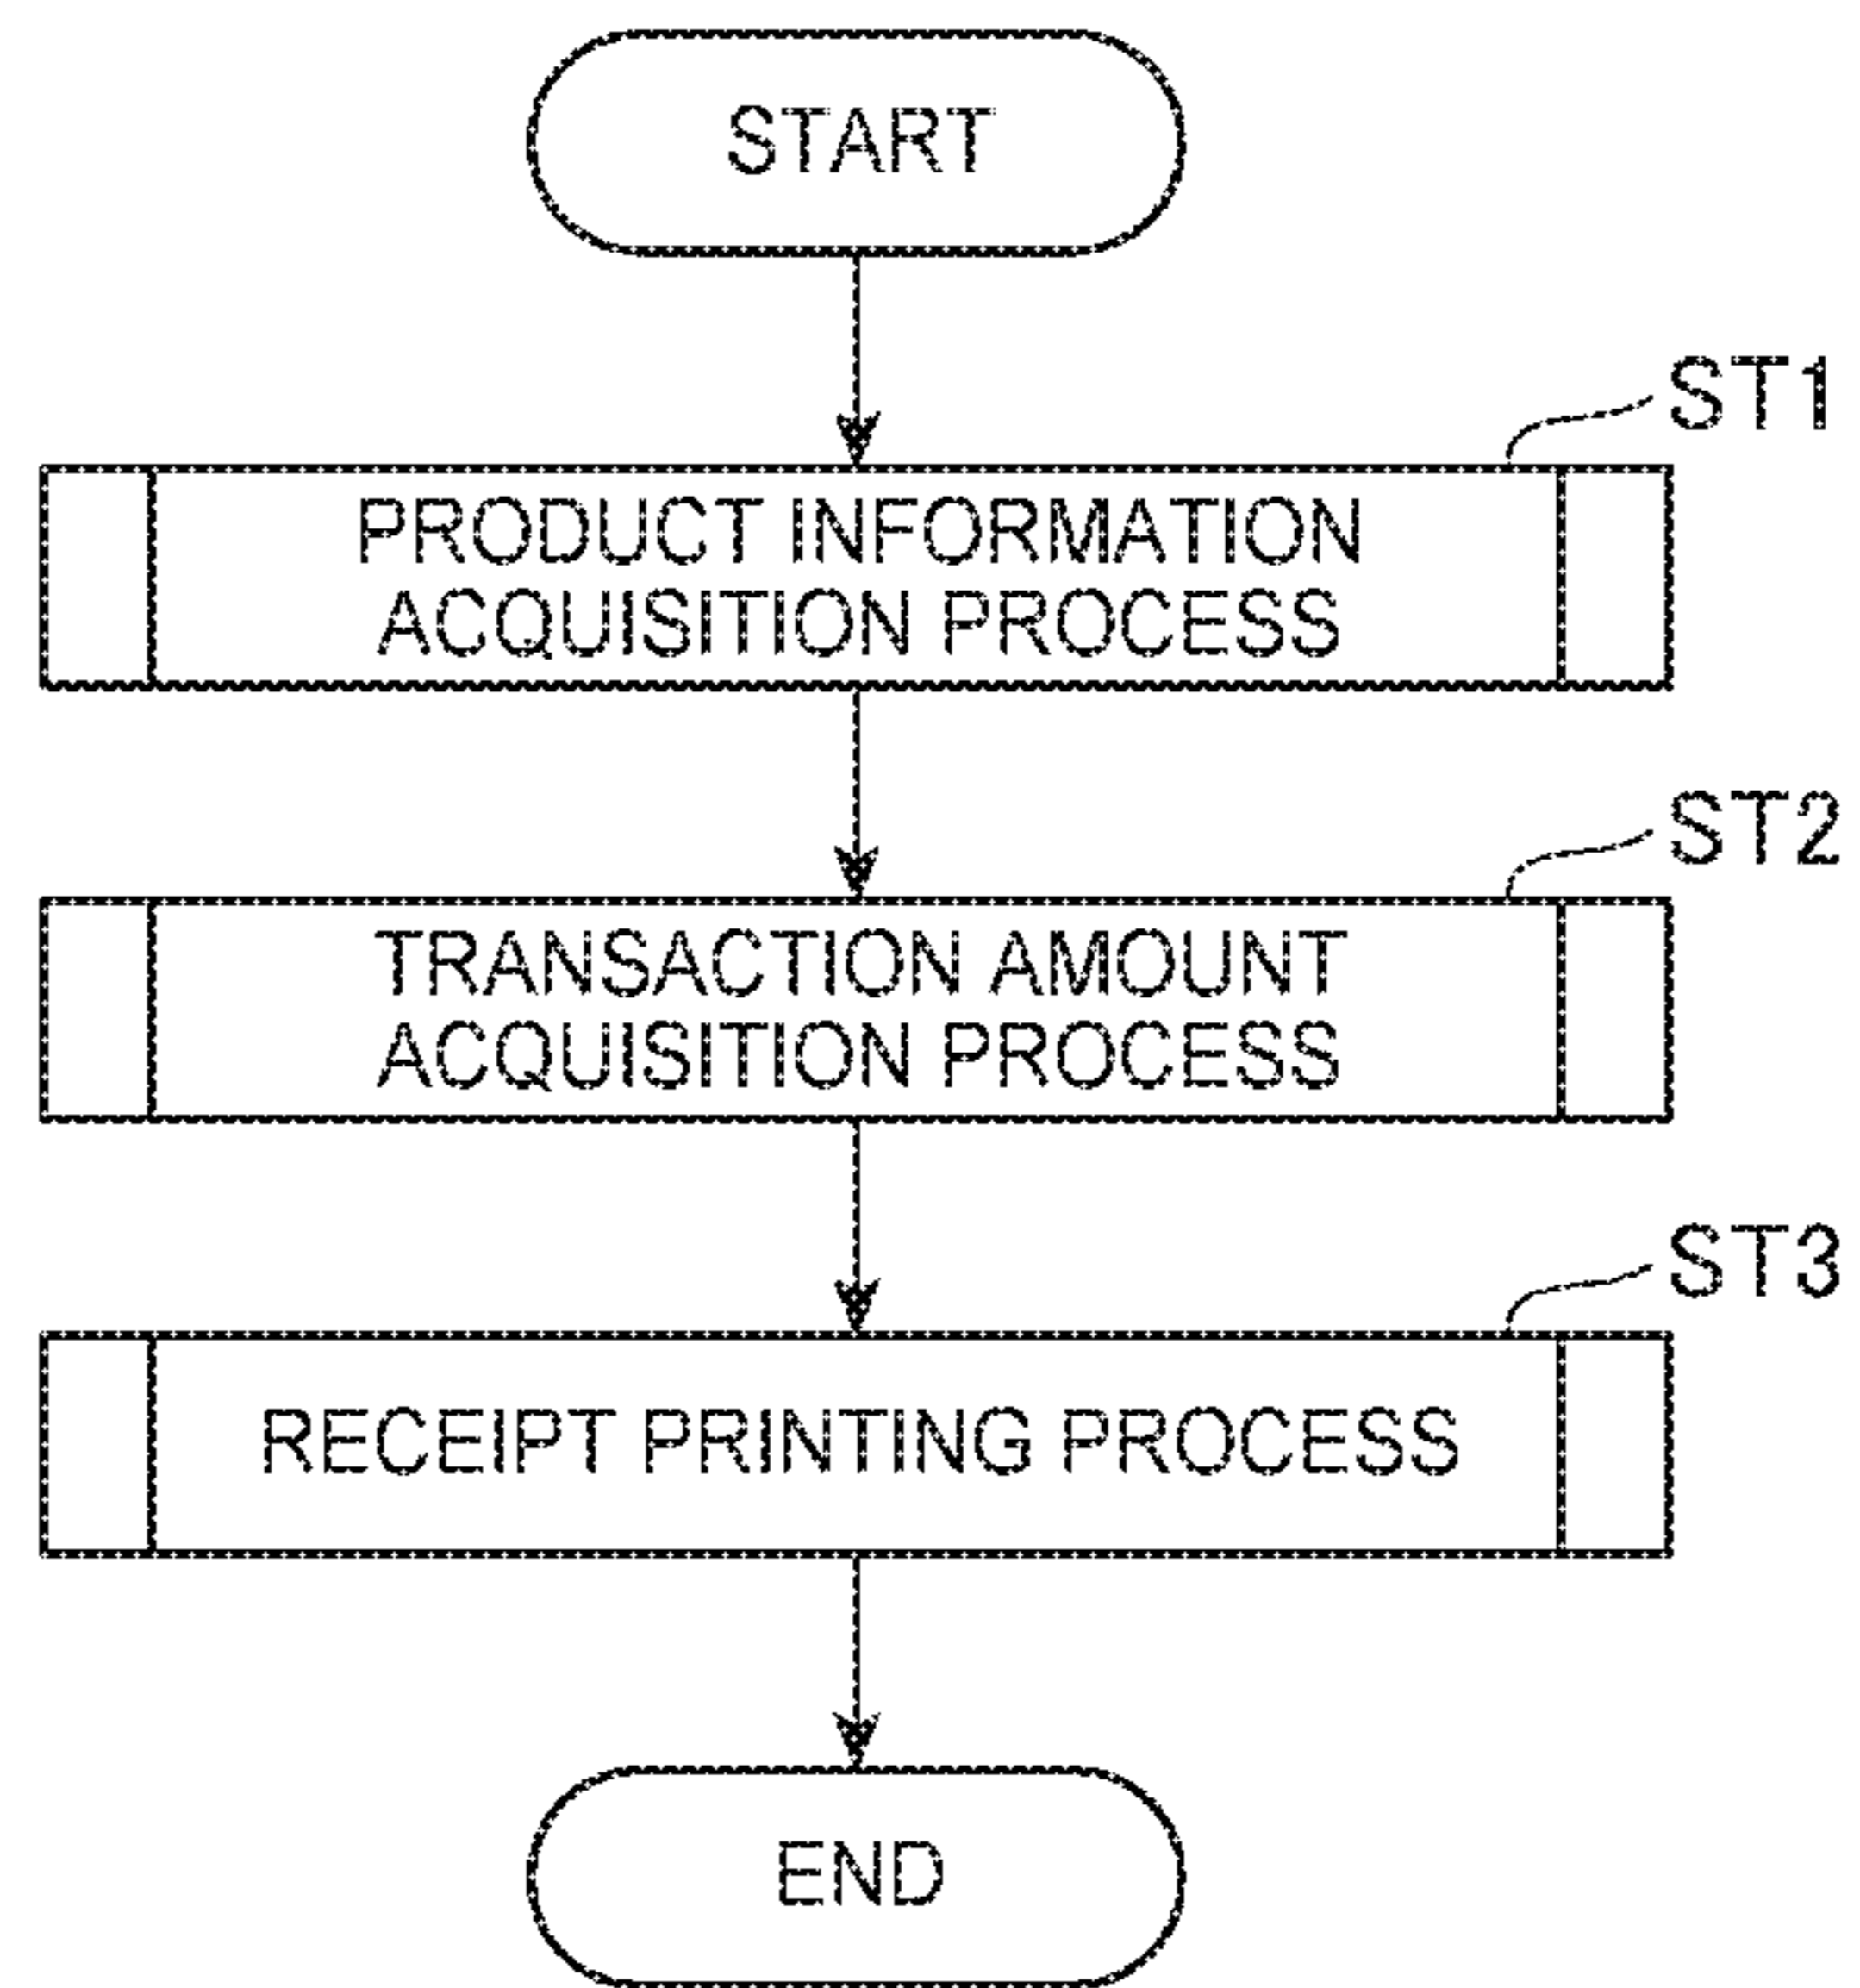 START
ST1
PRODUCT INFORMATION
ACQUISITION PROCESS
ST2
TRANSACTION AMOUNT
ACQUISITION PROCESS
ST3
RECEIPT PRINTING PROCESS
END